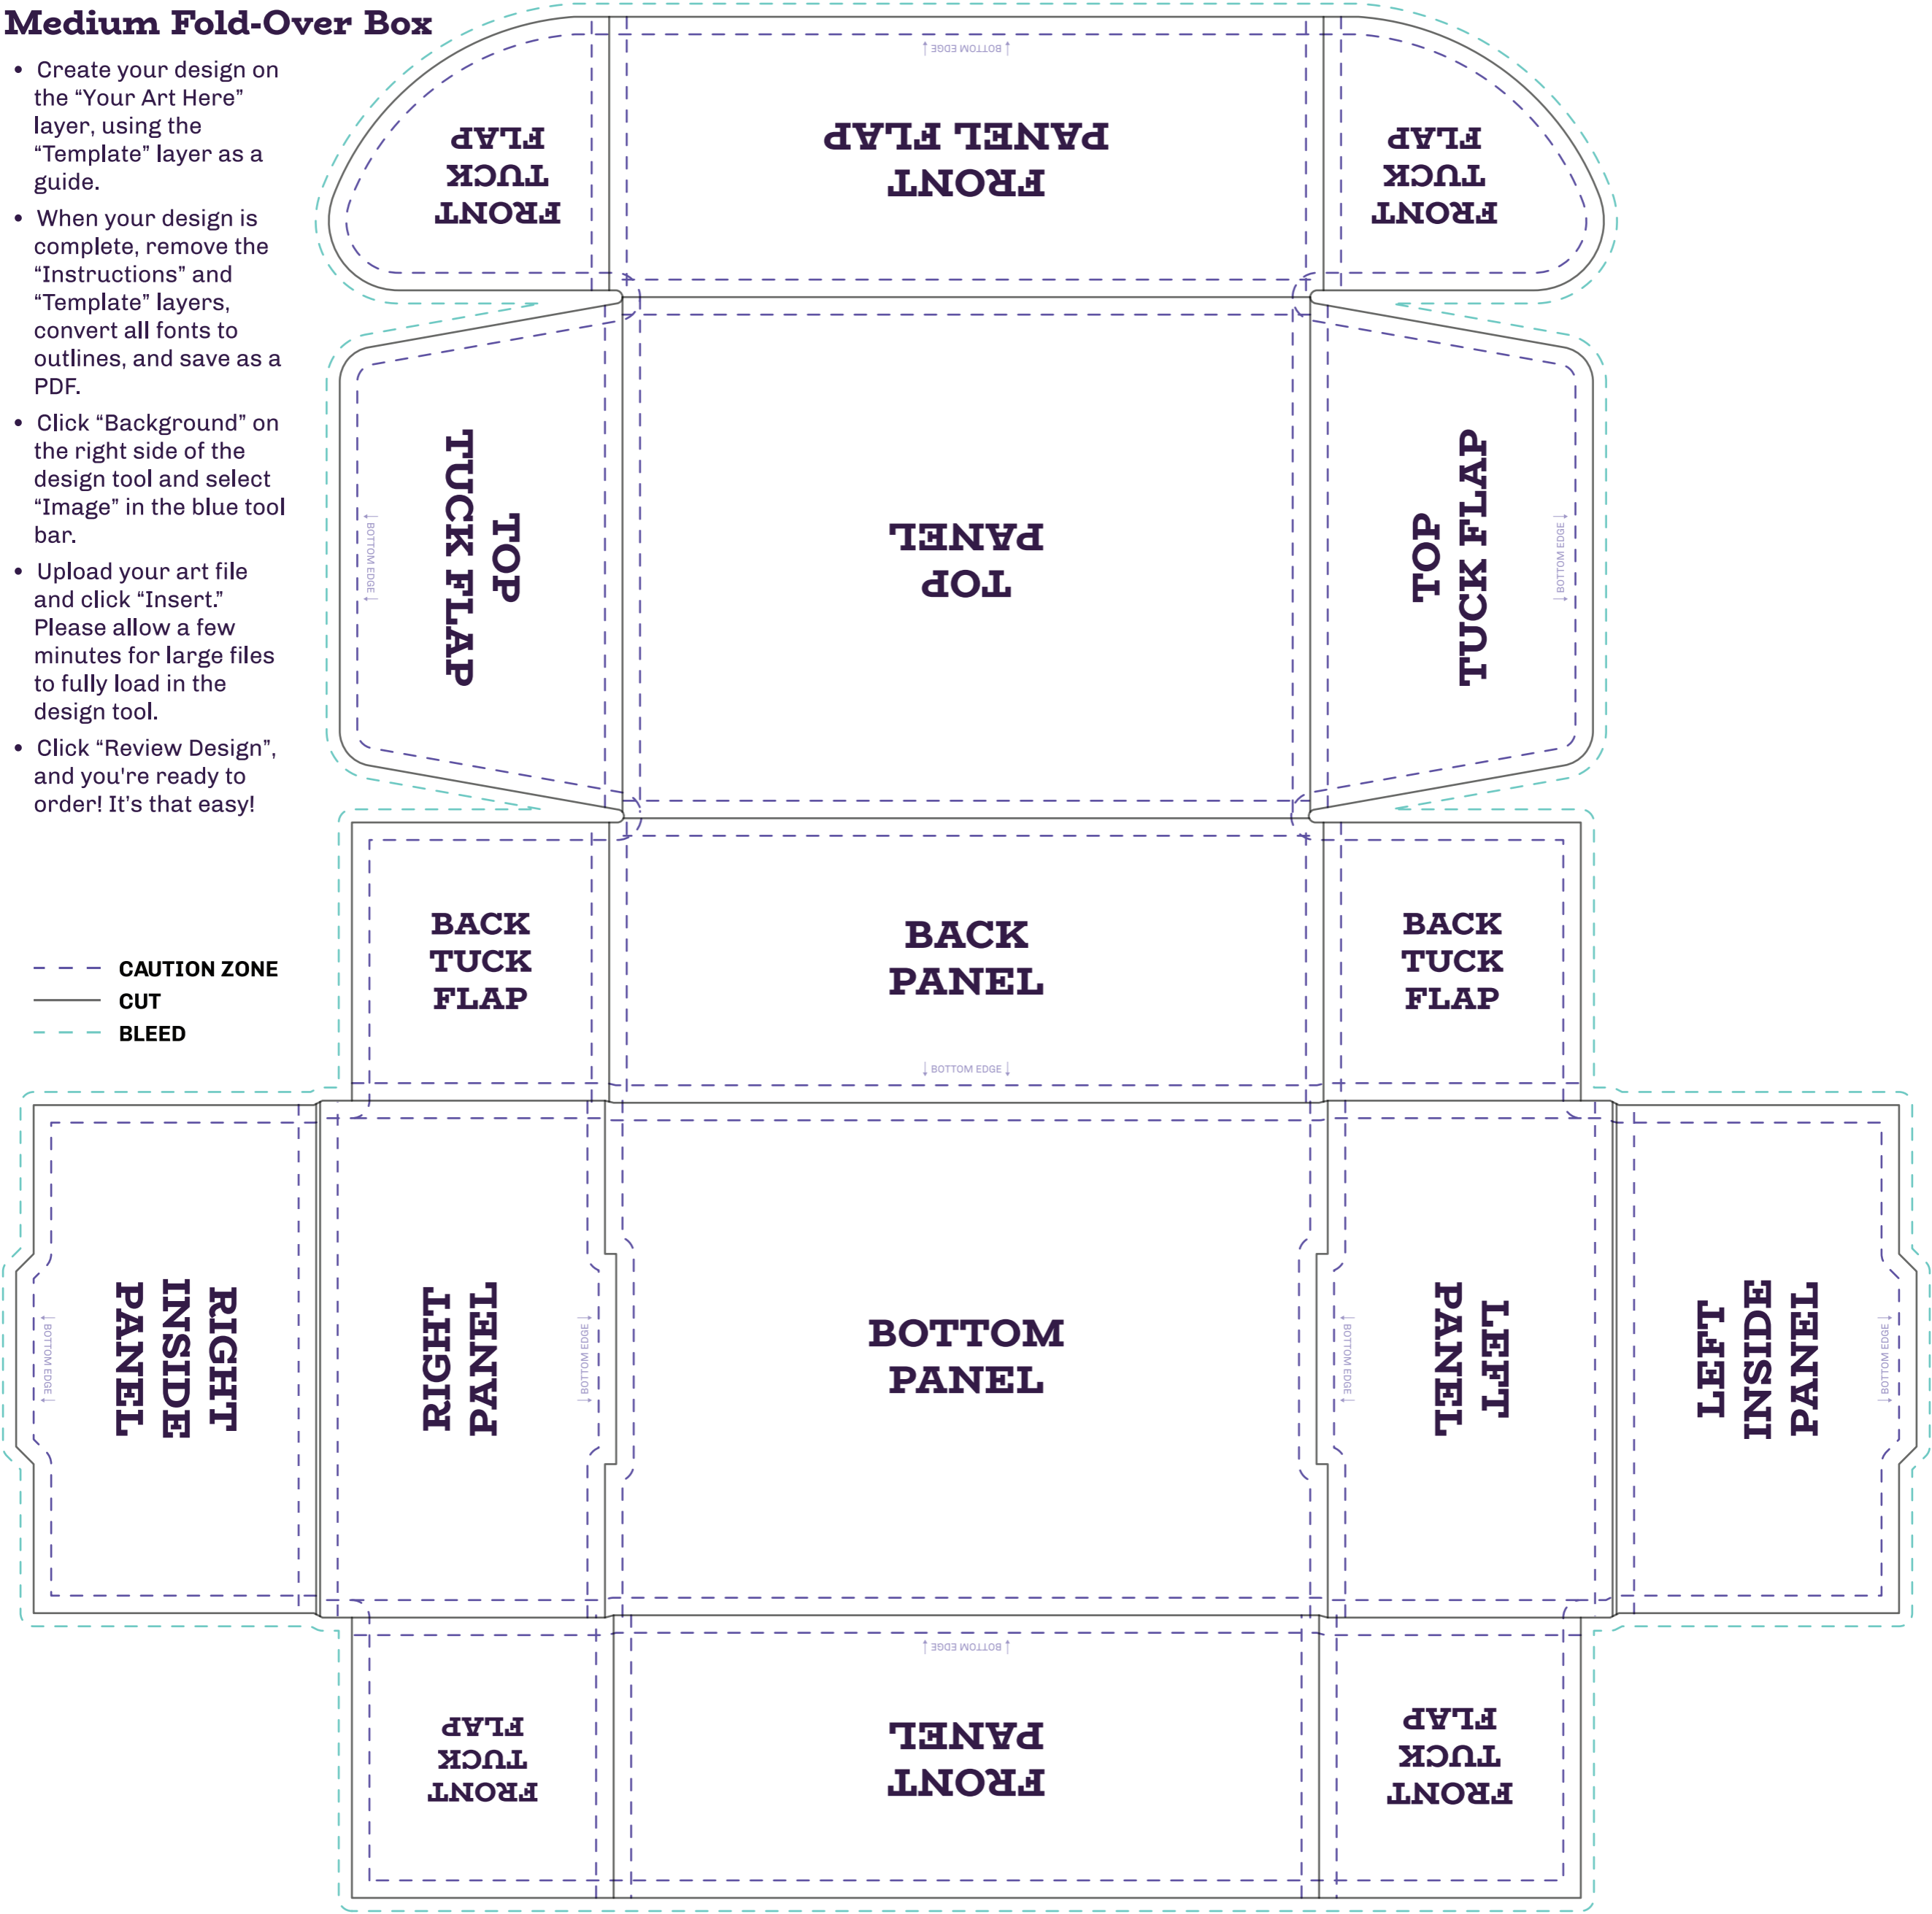 Medium Fold-Over Box
• Create your design on
the “Your Art Here”
layer, using the
“Template” layer as a
guide.
• When your design is
complete, remove the
“Instructions” and
“Template” layers,
convert all fonts to
outlines, and save as a
PDF.
• Click “Background” on
the right side of the
design tool and select
“Image” in the blue tool
bar.
• Upload your art file
and click “Insert.”
Please allow a few
minutes for large files
to fully load in the
design tool.
• Click “Review Design”,
and you're ready to
order! It’s that easy!
CAUTION ZONE
CUT
BLEED
BOTTOM EDGE
FRONT
TUCK
FLAP
FRONT
PANEL FLAP
FRONT
TUCK
FLAP
BOTTOM EDGE
TOP
TUCK FLAP
TOP
PANEL
TOP
TUCK FLAP
BOTTOM EDGE
BACK
TUCK
FLAP
BACK
PANEL
BOTTOM EDGE
BACK
TUCK
FLAP
BOTTOM EDGE
RIGHT
INSIDE
PANEL
RIGHT
PANEL
BOTTOM EDGE
BOTTOM
PANEL
BOTTOM EDGE
LEFT
PANEL
LEFT
INSIDE
PANEL
BOTTOM EDGE
BOTTOM EDGE
FRONT
TUCK
FLAP
FRONT
PANEL
FRONT
TUCK
FLAP